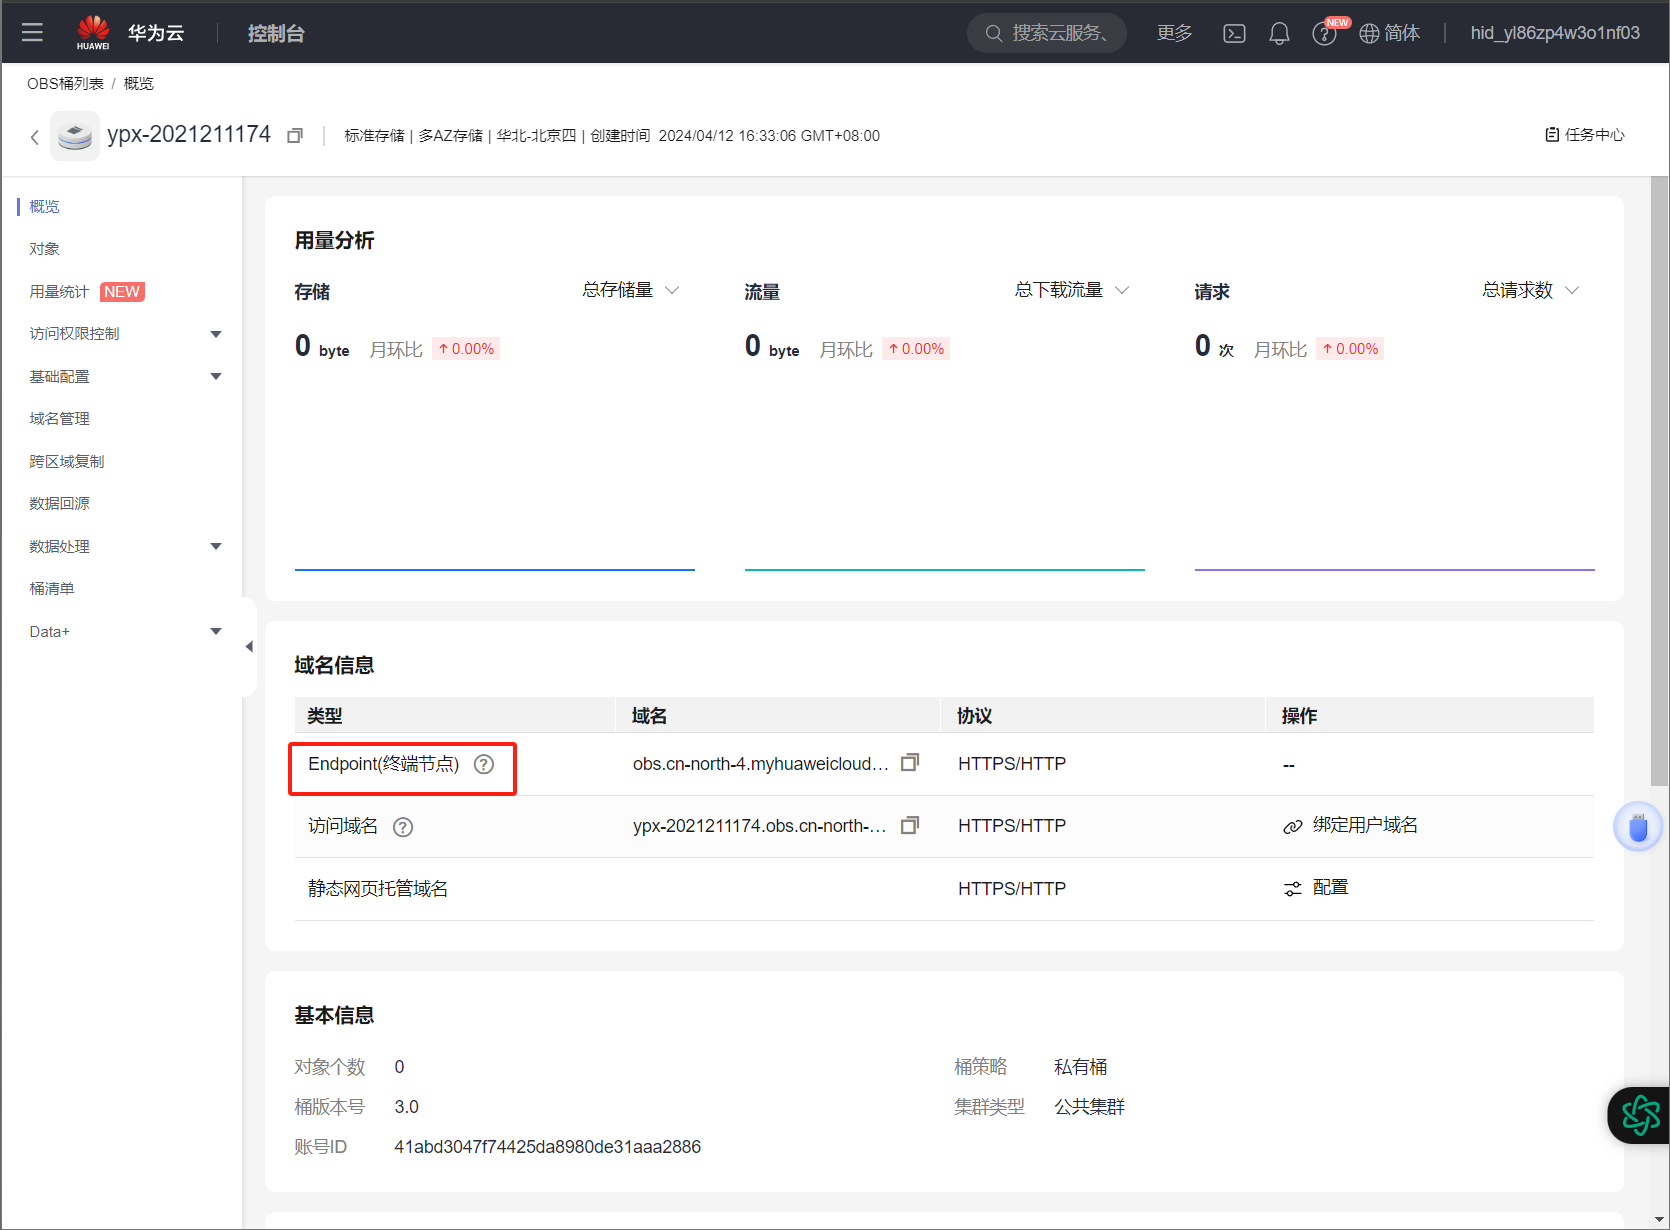 HUAWEI 华为云 控制台 搜索云服务、 更多 NEW 简体 hid_yl86zp4w3o1nf03
OBS桶列表 / 概览
ypx-2021211174 标准存储 | 多AZ存储 | 华北-北京四 | 创建时间 2024/04/12 16:33:06 GMT+08:00 任务中心
概览
对象
用量统计 NEW
访问权限控制
基础配置
域名管理
跨区域复制
数据回源
数据处理
桶清单
Data+
用量分析
存储 总存储量 流量 总下载流量 请求 总请求数
0 byte 月环比 ↑ 0.00% 0 byte 月环比 ↑ 0.00% 0 次 月环比 ↑ 0.00%
域名信息
类型 域名 协议 操作
Endpoint(终端节点) ? obs.cn-north-4.myhuaweicloud... HTTPS/HTTP --
访问域名 ? ypx-2021211174.obs.cn-north-... HTTPS/HTTP 绑定用户域名
静态网页托管域名 HTTPS/HTTP 配置
基本信息
对象个数 0 桶策略 私有桶
桶版本号 3.0 集群类型 公共集群
账号ID 41abd3047f74425da8980de31aaa2886